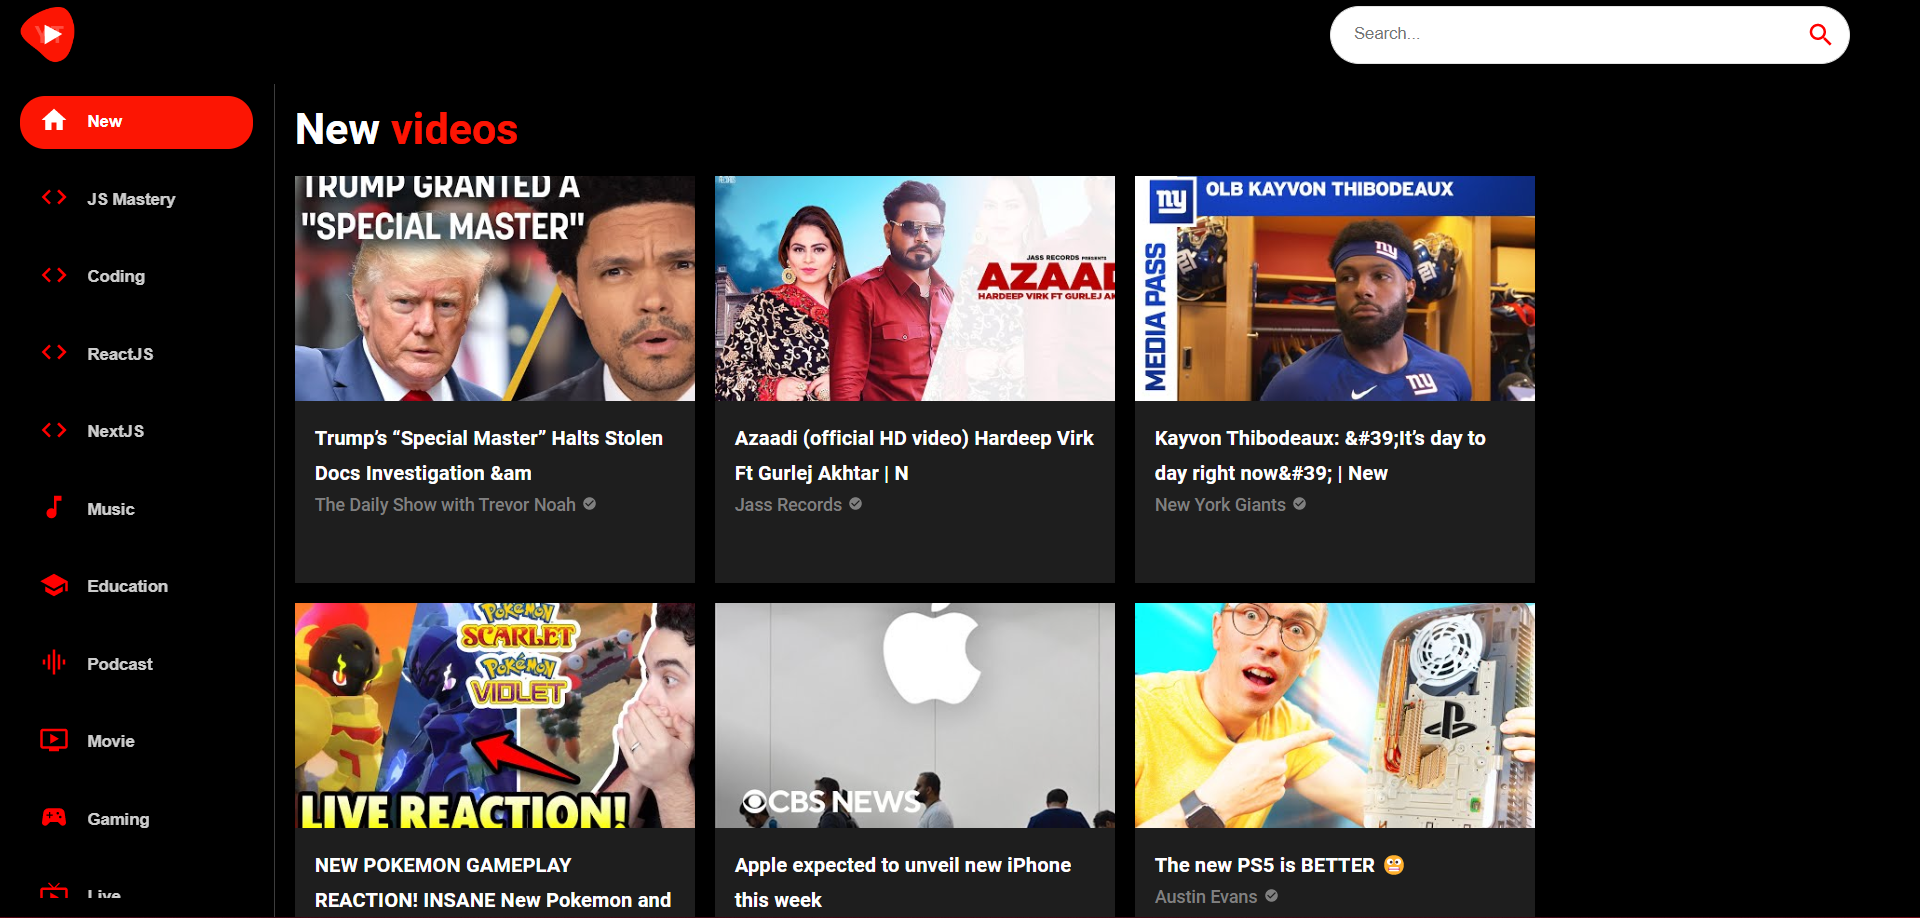 YT
Search...
New
JS Mastery
Coding
ReactJS
NextJS
Music
Education
Podcast
Movie
Gaming
Live
New videos
TRUMP GRANTED A
"SPECIAL MASTER"
Trump’s “Special Master” Halts Stolen
Docs Investigation &am
The Daily Show with Trevor Noah
JASS RECORDS PRESENTS
AZAAD
HARDEEP VIRK FT GURLEJ AK
Azaadi (official HD video) Hardeep Virk
Ft Gurlej Akhtar | N
Jass Records
ny
OLB KAYVON THIBODEAUX
MEDIA PASS
ny
ny
Kayvon Thibodeaux: &#39;It’s day to
day right now&#39; | New
New York Giants
POKéMON
SCARLET
POKéMON
VIOLET
LIVE REACTION!
NEW POKEMON GAMEPLAY
REACTION! INSANE New Pokemon and
CBS NEWS
Apple expected to unveil new iPhone
this week
The new PS5 is BETTER 😬
Austin Evans